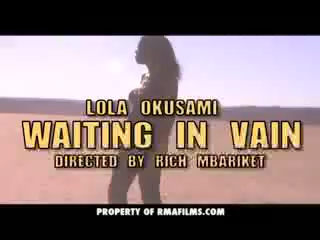 LOLA OKUSAMI
WAITING IN VAIN
DIRECTED BY RICH MBARIKET
PROPERTY OF RMAFILMS.COM